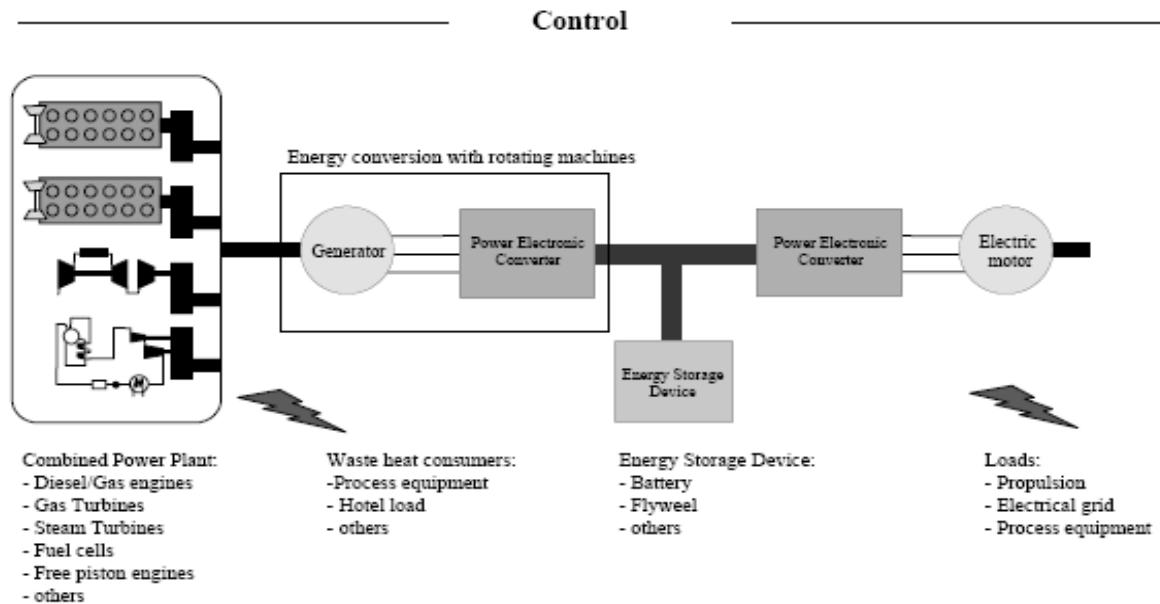 Control
Energy conversion with rotating machines
Generator
Power Electronic
Converter
Power Electronic
Converter
Electric
motor
Energy Storage
Device
Combined Power Plant:
- Diesel/Gas engines
- Gas Turbines
- Steam Turbines
- Fuel cells
- Free piston engines
- others
Waste heat consumers:
-Process equipment
- Hotel load
- others
Energy Storage Device:
- Battery
- Flyweel
- others
Loads:
- Propulsion
- Electrical grid
- Process equipment